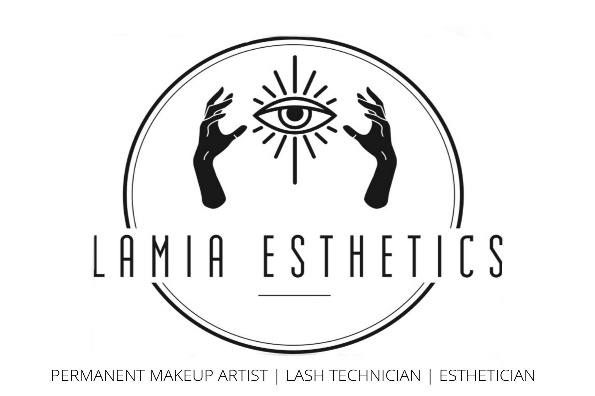 LAMIA ESTHETICS
PERMANENT MAKEUP ARTIST | LASH TECHNICIAN | ESTHETICIAN